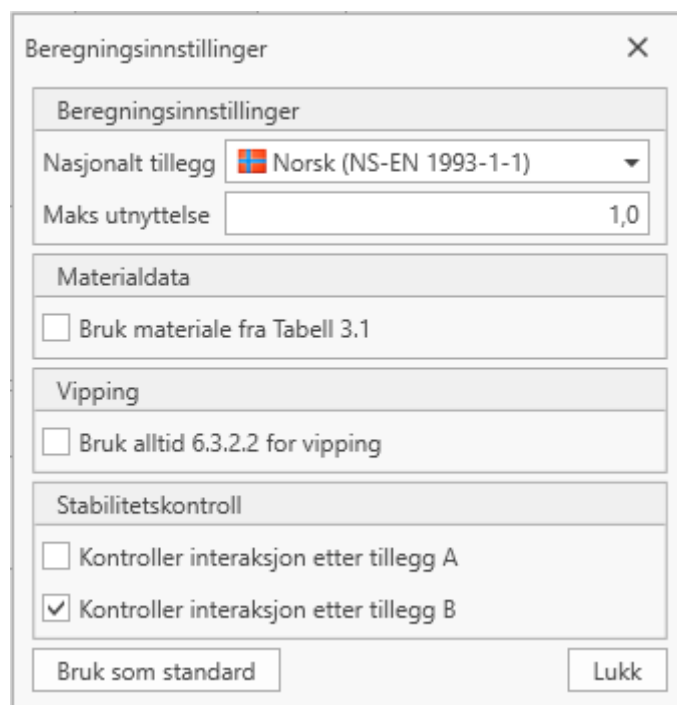 Beregningsinnstillinger
Beregningsinnstillinger
Nasjonalt tillegg Norsk (NS-EN 1993-1-1)
Maks utnyttelse 1,0
Materialdata
Bruk materiale fra Tabell 3.1
Vipping
Bruk alltid 6.3.2.2 for vipping
Stabilitetskontroll
Kontroller interaksjon etter tillegg A
Kontroller interaksjon etter tillegg B
Bruk som standard Lukk